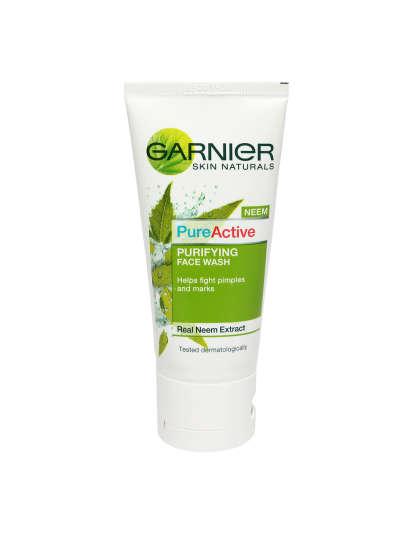 GARNIER
SKIN NATURALS
NEEM
PureActive
PURIFYING
FACE WASH
Helps fight pimples
and marks
Real Neem Extract
Tested dermatologically